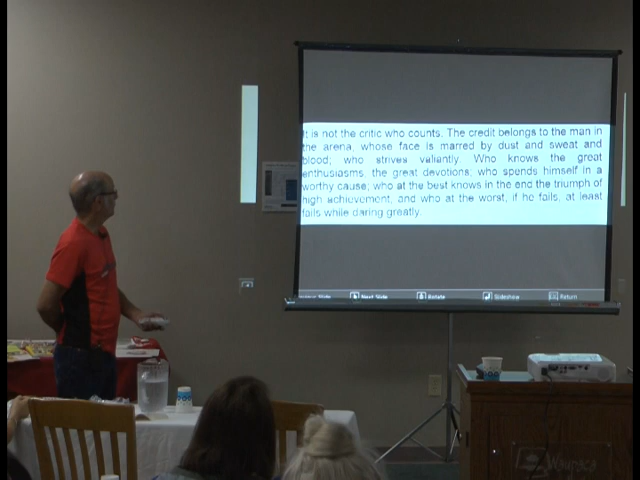 It is not the critic who counts. The credit belongs to the man in
the arena, whose face is marred by dust and sweat and
blood; who strives valiantly. Who knows the great
enthusiasms, the great devotions; who spends himself in a
worthy cause; who at the best knows in the end the triumph of
high achievement, and who at the worst, if he fails, at least
fails while daring greatly.
Next Slide Rotate Slideshow Return
Waupaca